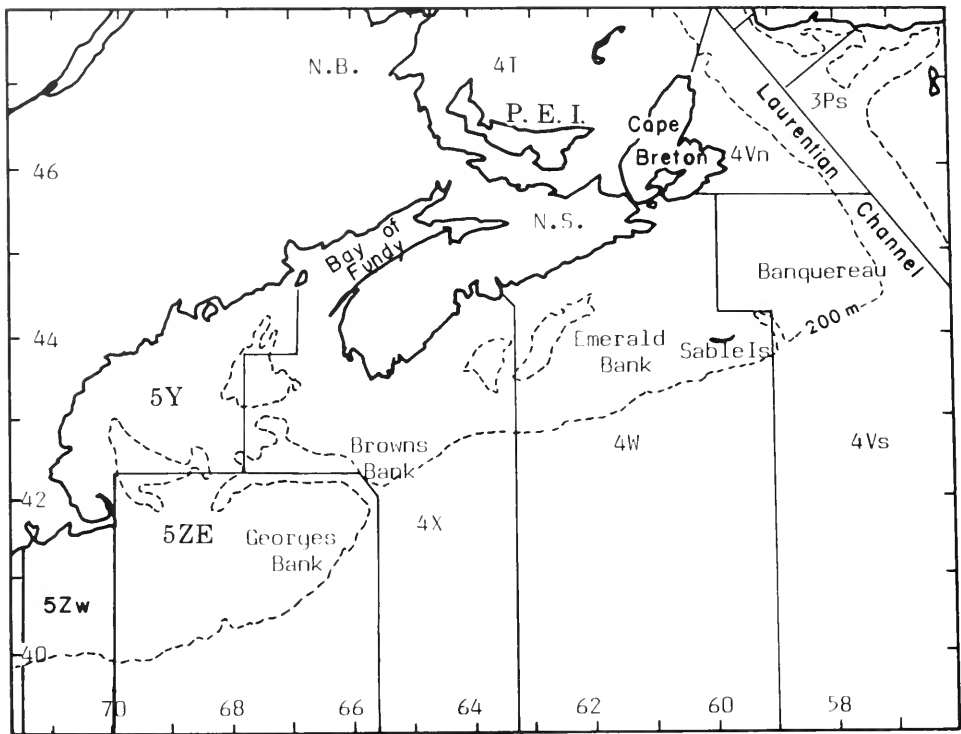 N.B.
4T
3Ps
P. E. I.
Laurentian
Channel
Cape
Breton
4Vn
46
N.S.
Bay of
Fundy
Banquereau
200 m
44
Emerald
Bank
Sable Is
5Y
Browns
Bank
4W
4Vs
42
5ZE
Georges
Bank
4X
5Zw
40
70
68
66
64
62
60
58